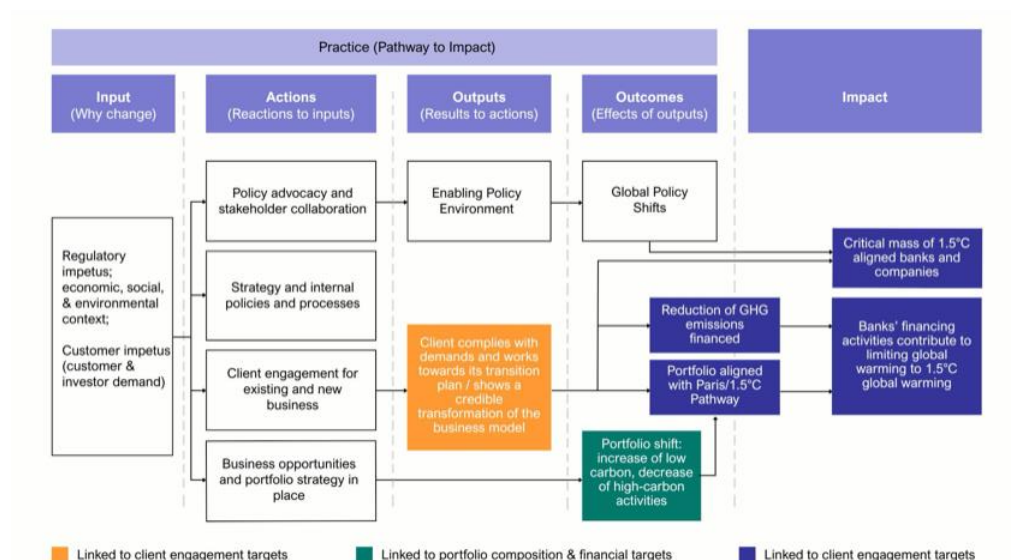 Practice (Pathway to Impact)
Input
(Why change)
Actions
(Reactions to inputs)
Outputs
(Results to actions)
Outcomes
(Effects of outputs)
Impact
Regulatory
impetus;
economic, social,
& environmental
context;
Customer impetus
(customer &
investor demand)
Policy advocacy and
stakeholder collaboration
Strategy and internal
policies and processes
Client engagement for
existing and new
business
Business opportunities
and portfolio strategy in
place
Enabling Policy
Environment
Client complies with
demands and works
towards its transition
plan / shows a
credible
transformation of the
business model
Global Policy
Shifts
Reduction of GHG
emissions
financed
Portfolio aligned
with Paris/1.5°C
Pathway
Portfolio shift:
increase of low
carbon, decrease
of high-carbon
activities
Critical mass of 1.5°C
aligned banks and
companies
Banks' financing
activities contribute to
limiting global
warming to 1.5°C
global warming
Linked to client engagement targets
Linked to portfolio composition & financial targets
Linked to client engagement targets